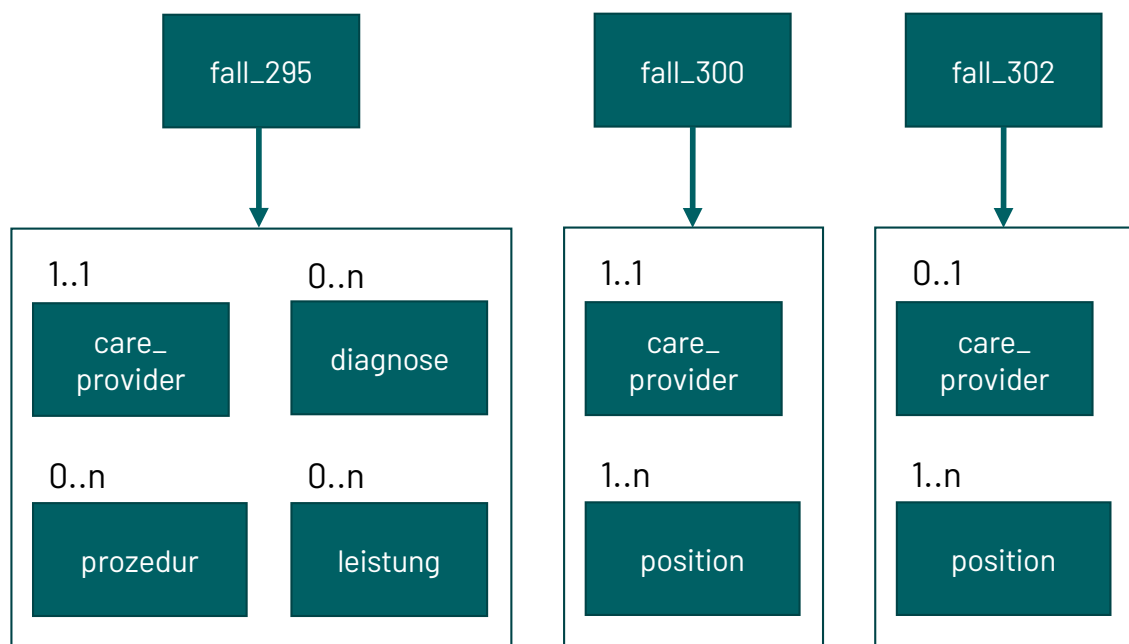 fall_295
fall_300
fall_302
1..1
0..n
care_
provider
diagnose
0..n
0..n
prozedur
leistung
1..1
care_
provider
1..n
position
0..1
care_
provider
1..n
position